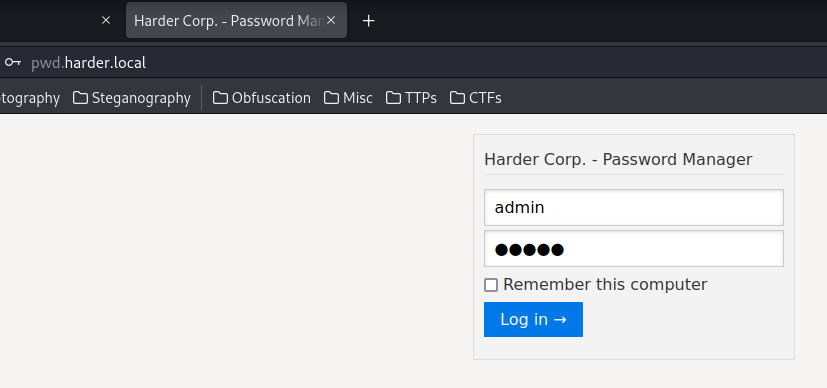 Harder Corp. - Password Man
pwd.harder.local
tography Steganography Obfuscation Misc TTPs CTFs
Harder Corp. - Password Manager
admin
●●●●●
Remember this computer
Log in →